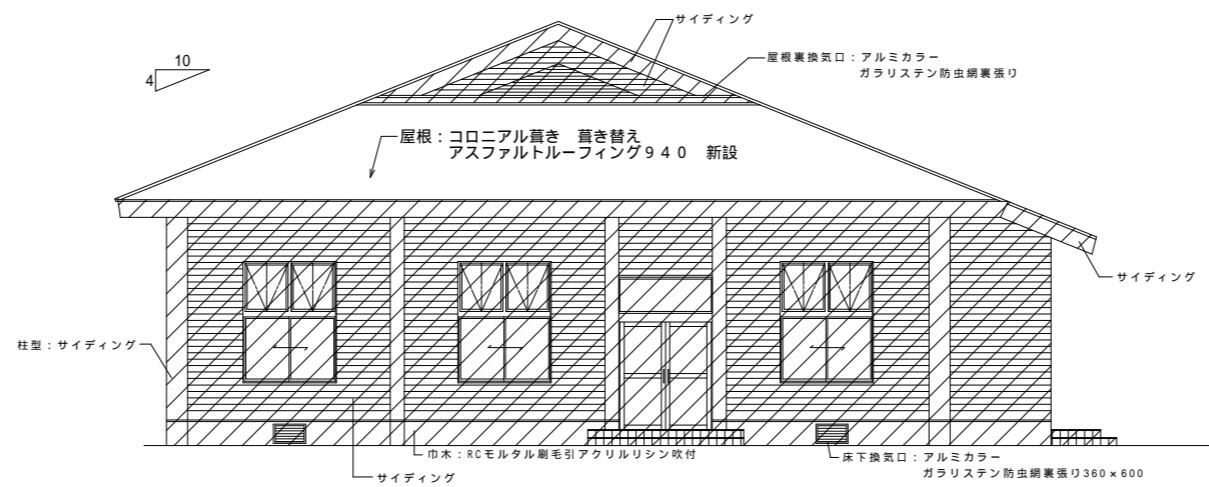 サイディング
屋根裏換気口：アルミカラー
ガラリステン防虫網裏張り
10
4
屋根：コロニアル葺き　葺き替え
アスファルトルーフィング９４０　新設
サイディング
柱型：サイディング
巾木：RCモルタル刷毛引アクリルリシン吹付
床下換気口：アルミカラー
ガラリステン防虫網裏張り360×600
サイディング